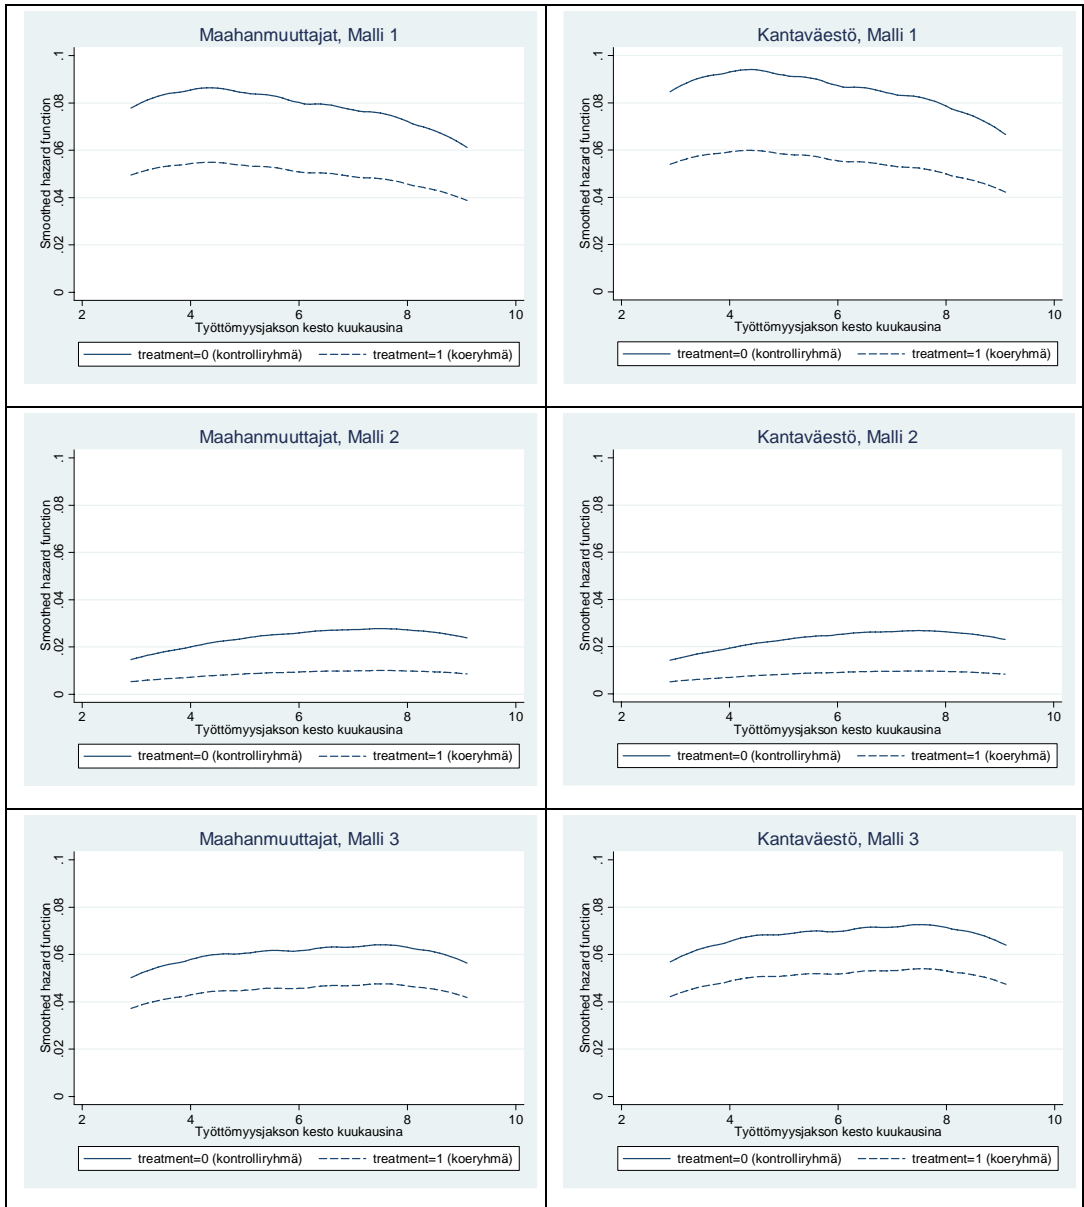 Maahanmuuttajat, Malli 1
Smoothed hazard function
.1
.08
.06
.04
.02
0
2 4 6 8 10
Työttömyysjakson kesto kuukausina
treatment=0 (kontrolliryhmä) treatment=1 (koeryhmä)
Kantaväestö, Malli 1
Smoothed hazard function
.1
.08
.06
.04
.02
0
2 4 6 8 10
Työttömyysjakson kesto kuukausina
treatment=0 (kontrolliryhmä) treatment=1 (koeryhmä)
Maahanmuuttajat, Malli 2
Smoothed hazard function
.1
.08
.06
.04
.02
0
2 4 6 8 10
Työttömyysjakson kesto kuukausina
treatment=0 (kontrolliryhmä) treatment=1 (koeryhmä)
Kantaväestö, Malli 2
Smoothed hazard function
.1
.08
.06
.04
.02
0
2 4 6 8 10
Työttömyysjakson kesto kuukausina
treatment=0 (kontrolliryhmä) treatment=1 (koeryhmä)
Maahanmuuttajat, Malli 3
Smoothed hazard function
.1
.08
.06
.04
.02
0
2 4 6 8 10
Työttömyysjakson kesto kuukausina
treatment=0 (kontrolliryhmä) treatment=1 (koeryhmä)
Kantaväestö, Malli 3
Smoothed hazard function
.1
.08
.06
.04
.02
0
2 4 6 8 10
Työttömyysjakson kesto kuukausina
treatment=0 (kontrolliryhmä) treatment=1 (koeryhmä)